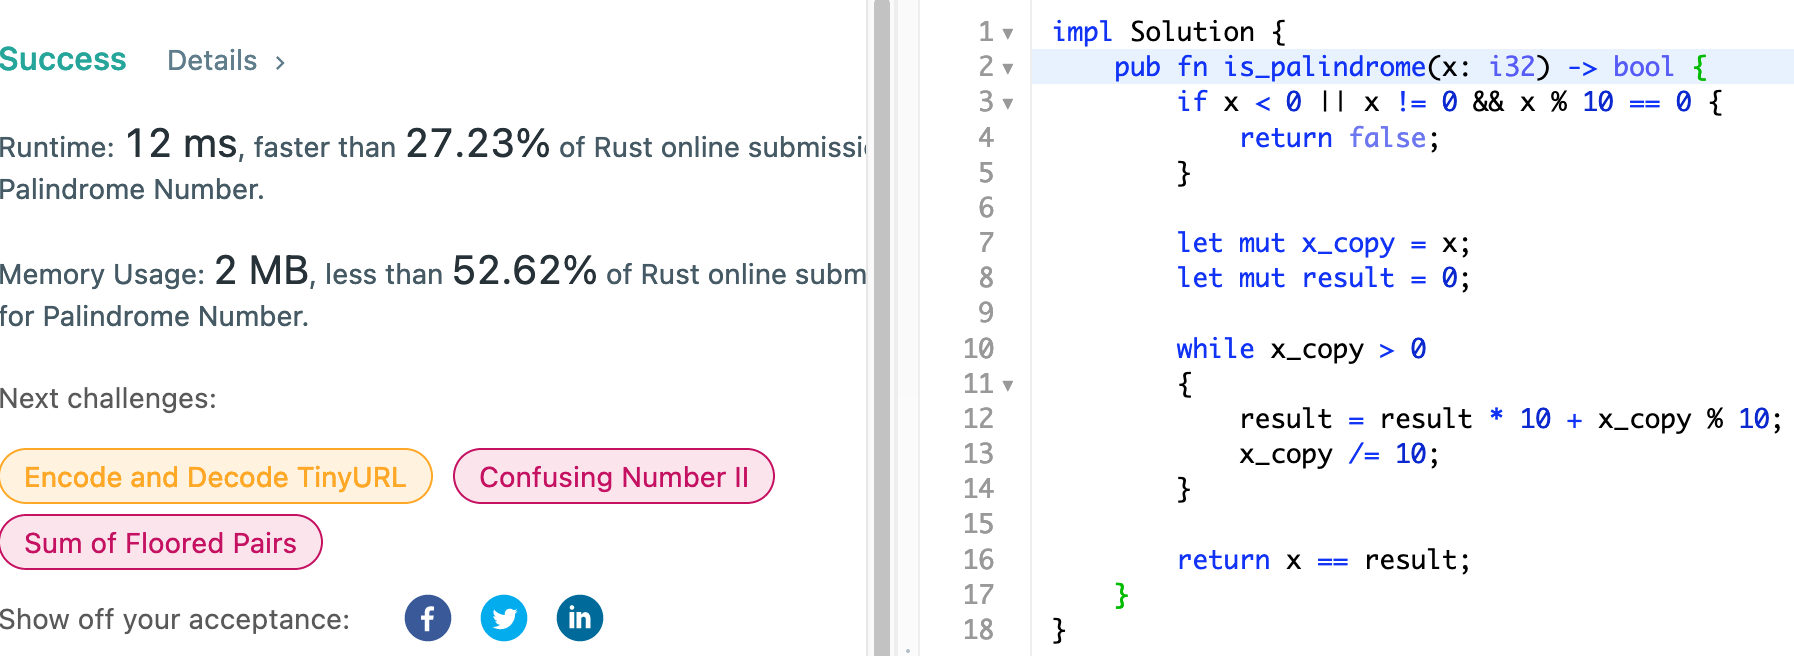 Success Details >
Runtime: 12 ms, faster than 27.23% of Rust online
Palindrome Number.
Memory Usage: 2 MB, less than 52.62% of Rust online
for Palindrome Number.
Next challenges:
Encode and Decode TinyURL
Confusing Number II
Sum of Floored Pairs
Show off your acceptance:
f
in
1 impl Solution {
2     pub fn is_palindrome(x: i32) -> bool {
3         if x < 0 || x != 0 && x % 10 == 0 {
4             return false;
5         }
6
7         let mut x_copy = x;
8         let mut result = 0;
9
10         while x_copy > 0
11         {
12             result = result * 10 + x_copy % 10;
13             x_copy /= 10;
14         }
15
16         return x == result;
17     }
18 }